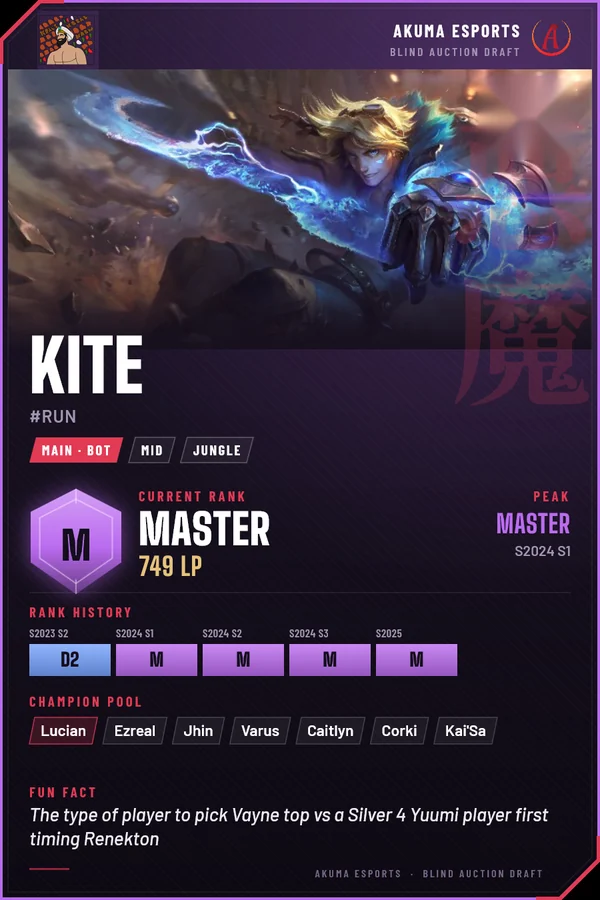 AKUMA ESPORTS
BLIND AUCTION DRAFT
魔
KITE
#RUN
MAIN · BOT
MID
JUNGLE
CURRENT RANK
MASTER
749 LP
M
PEAK
MASTER
S2024 S1
RANK HISTORY
S2023 S2
S2024 S1
S2024 S2
S2024 S3
S2025
D2
M
M
M
M
CHAMPION POOL
Lucian
Ezreal
Jhin
Varus
Caitlyn
Corki
Kai'Sa
FUN FACT
The type of player to pick Vayne top vs a Silver 4 Yuumi player first
timing Renekton
AKUMA ESPORTS · BLIND AUCTION DRAFT